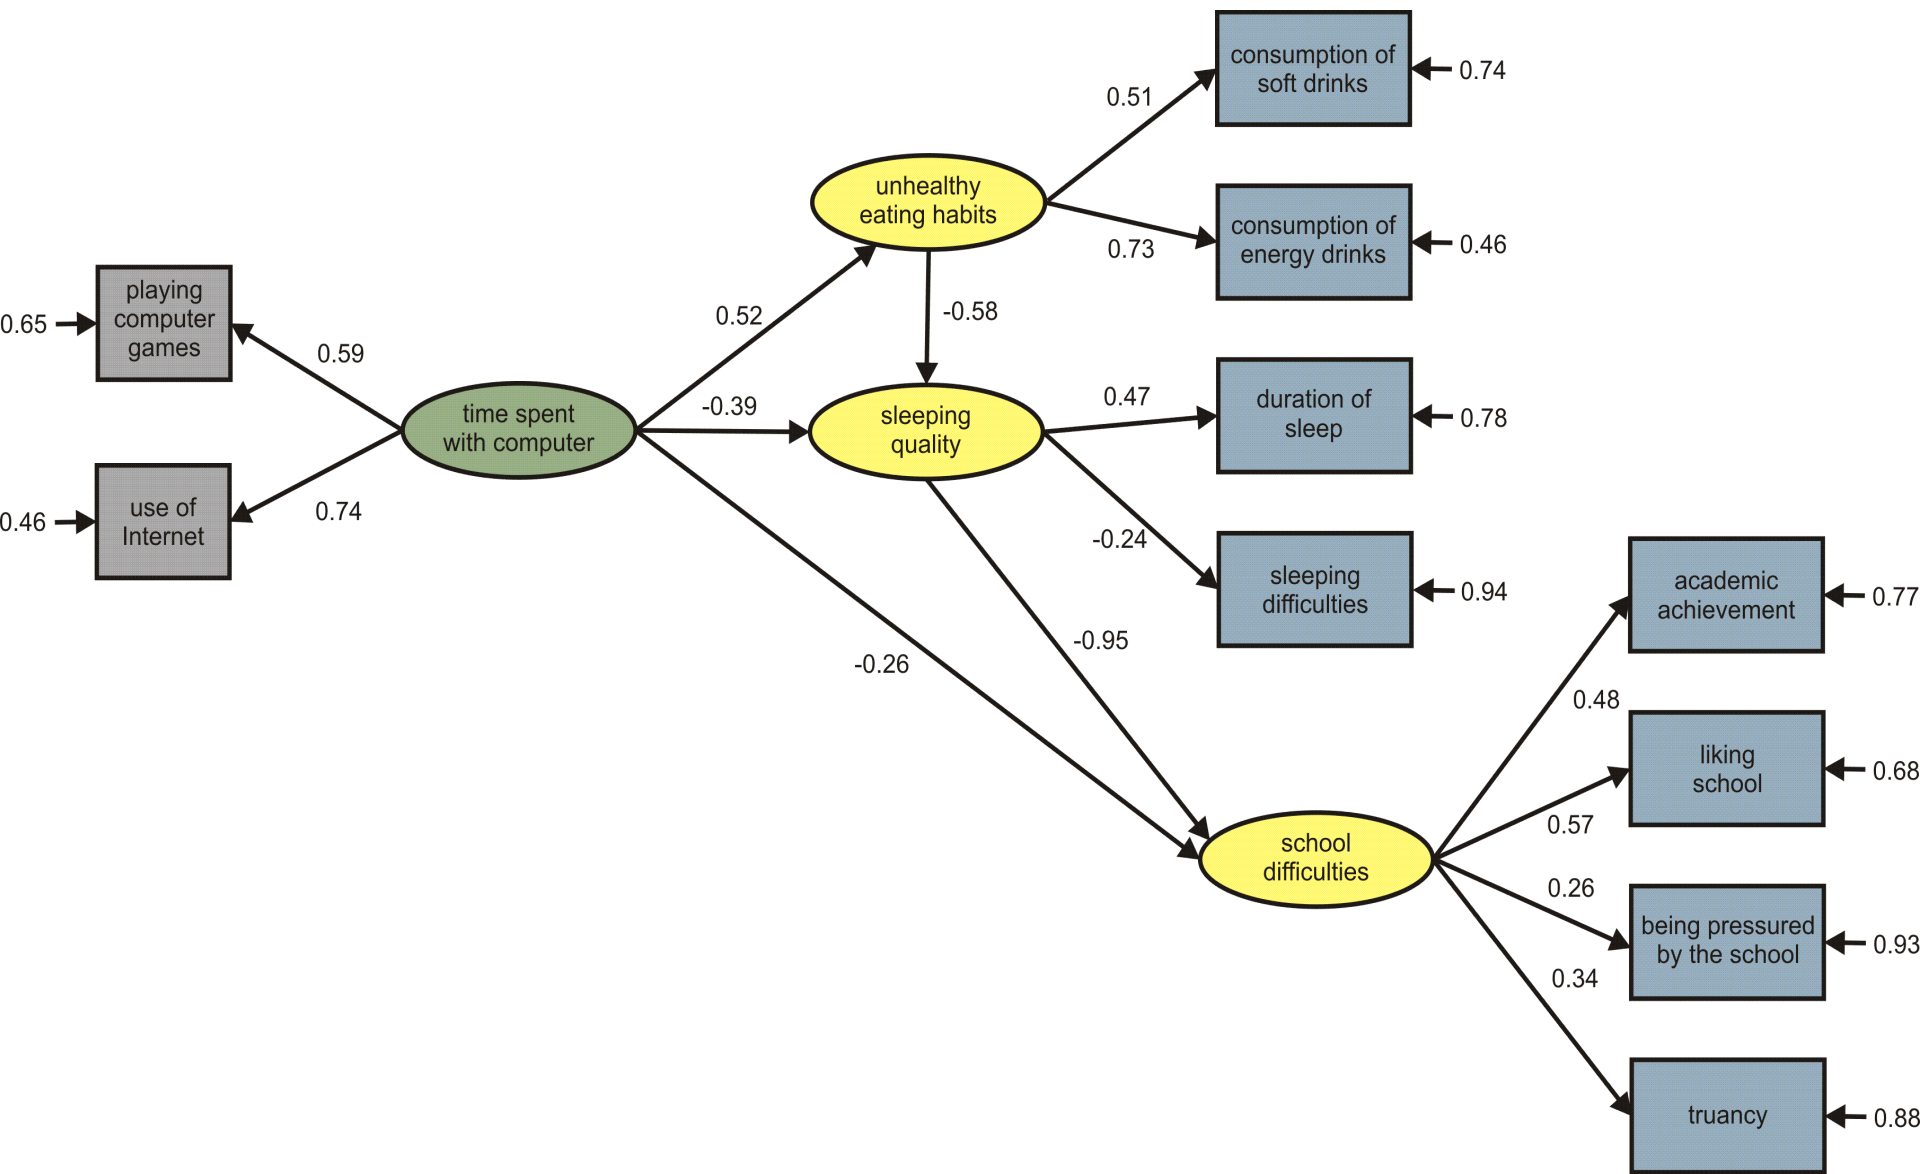 consumption of
soft drinks
0.74
0.51
unhealthy
eating habits
consumption of
energy drinks
0.46
0.73
playing
computer
games
0.65
0.59
0.52
-0.58
time spent
with computer
-0.39
sleeping
quality
0.47
duration of
sleep
0.78
use of
Internet
0.46
0.74
-0.24
sleeping
difficulties
0.94
-0.95
-0.26
academic
achievement
0.77
0.48
liking
school
0.68
0.57
school
difficulties
0.26
being pressured
by the school
0.93
0.34
truancy
0.88